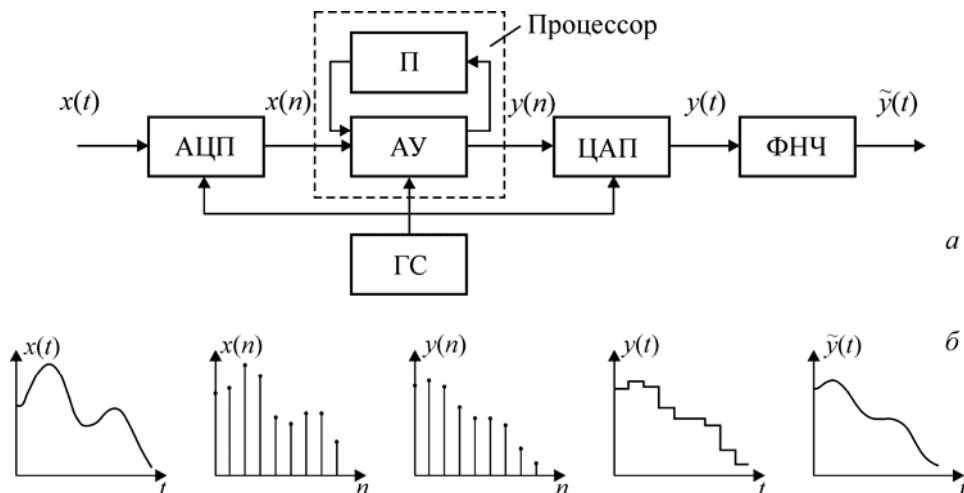 Процессор
П
x(t)
x(n)
y(n)
y(t)
ỹ(t)
АЦП
АУ
ЦАП
ФНЧ
ГС
а
б
x(t)
x(n)
y(n)
y(t)
ỹ(t)
t
n
n
t
t